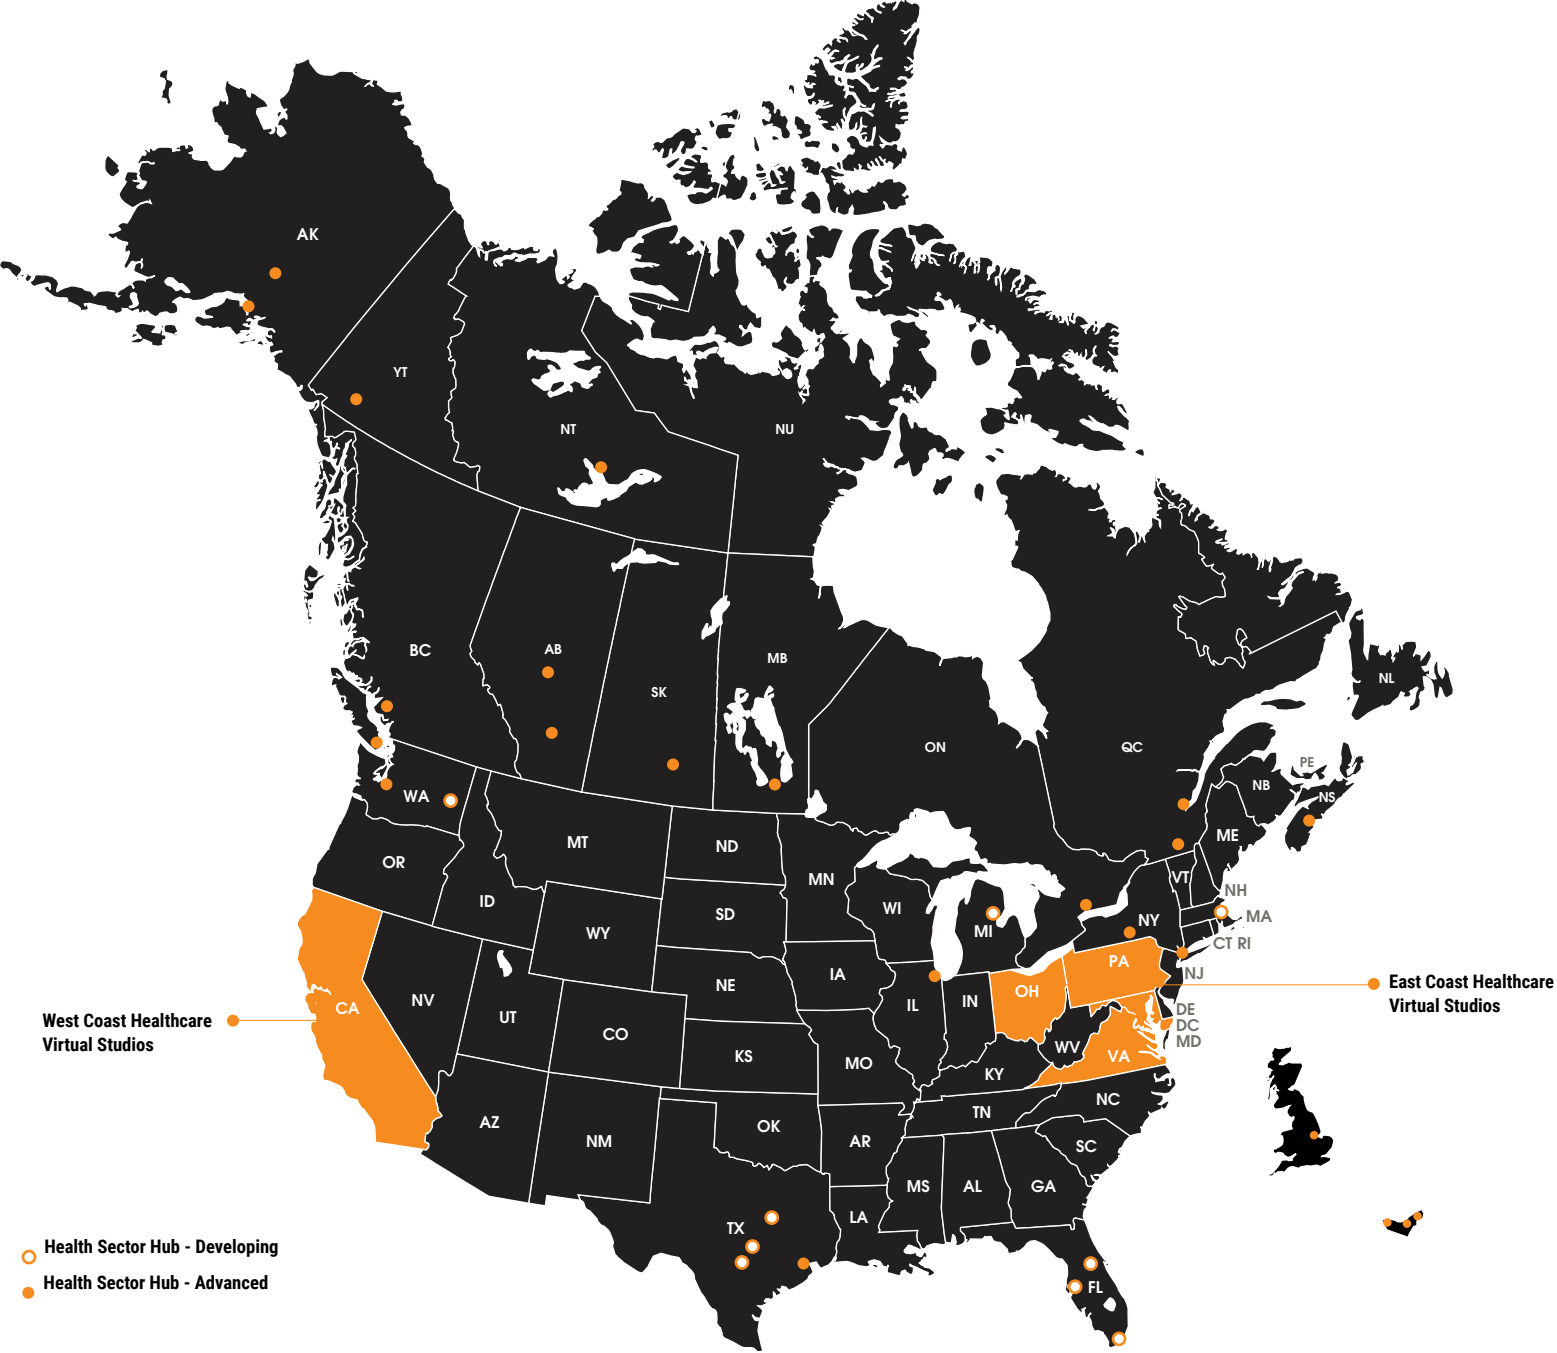 AK
YT
NT
NU
BC
AB
SK
MB
ON
QC
NL
PE
NB
NS
WA
OR
ID
MT
ND
MN
SD
WI
MI
WY
NE
IA
IL
IN
OH
PA
NY
VT
ME
NH
MA
CT RI
NJ
DE
DC
MD
CA
NV
UT
CO
KS
MO
KY
WV
VA
AZ
NM
OK
AR
TN
NC
SC
MS
AL
GA
LA
TX
FL
West Coast Healthcare
Virtual Studios
East Coast Healthcare
Virtual Studios
Health Sector Hub - Developing
Health Sector Hub - Advanced